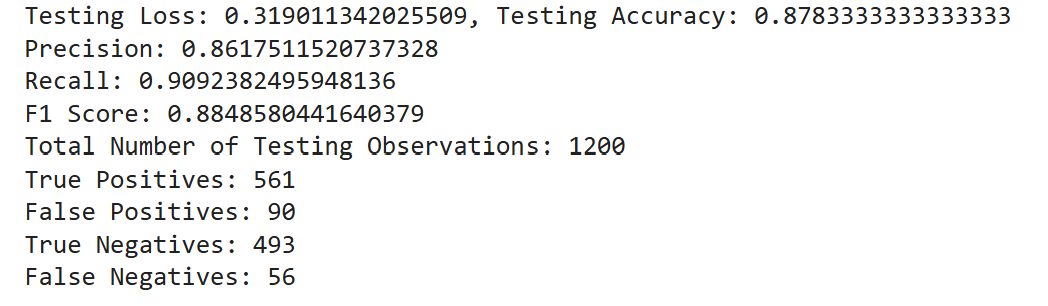 Testing Loss: 0.319011342025509, Testing Accuracy: 0.8783333333333333
Precision: 0.8617511520737328
Recall: 0.9092382495948136
F1 Score: 0.8848580441640379
Total Number of Testing Observations: 1200
True Positives: 561
False Positives: 90
True Negatives: 493
False Negatives: 56